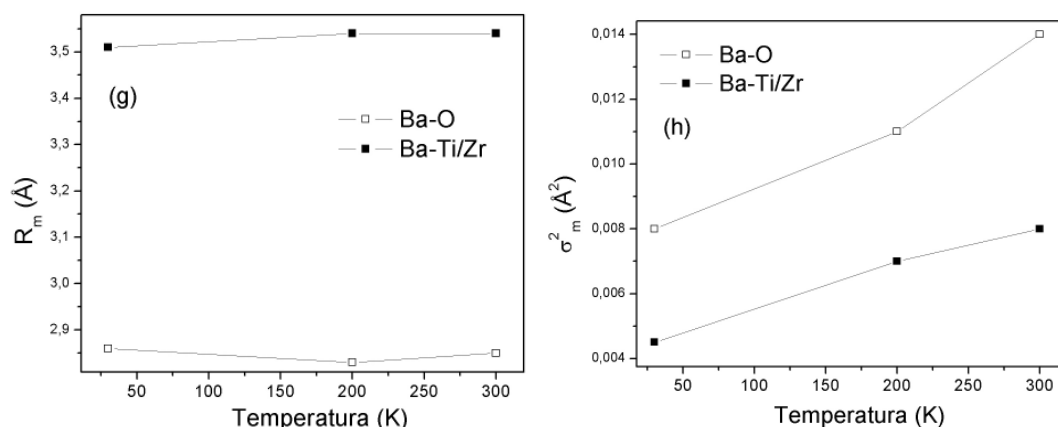 3,5
3,4
3,3
3,2
3,1
3,0
2,9
R_m (Å)
(g)
Ba-O
Ba-Ti/Zr
50 100 150 200 250 300
Temperatura (K)
0,014
0,012
0,010
0,008
0,006
0,004
σ²_m (Å²)
Ba-O
Ba-Ti/Zr
(h)
50 100 150 200 250 300
Temperatura (K)